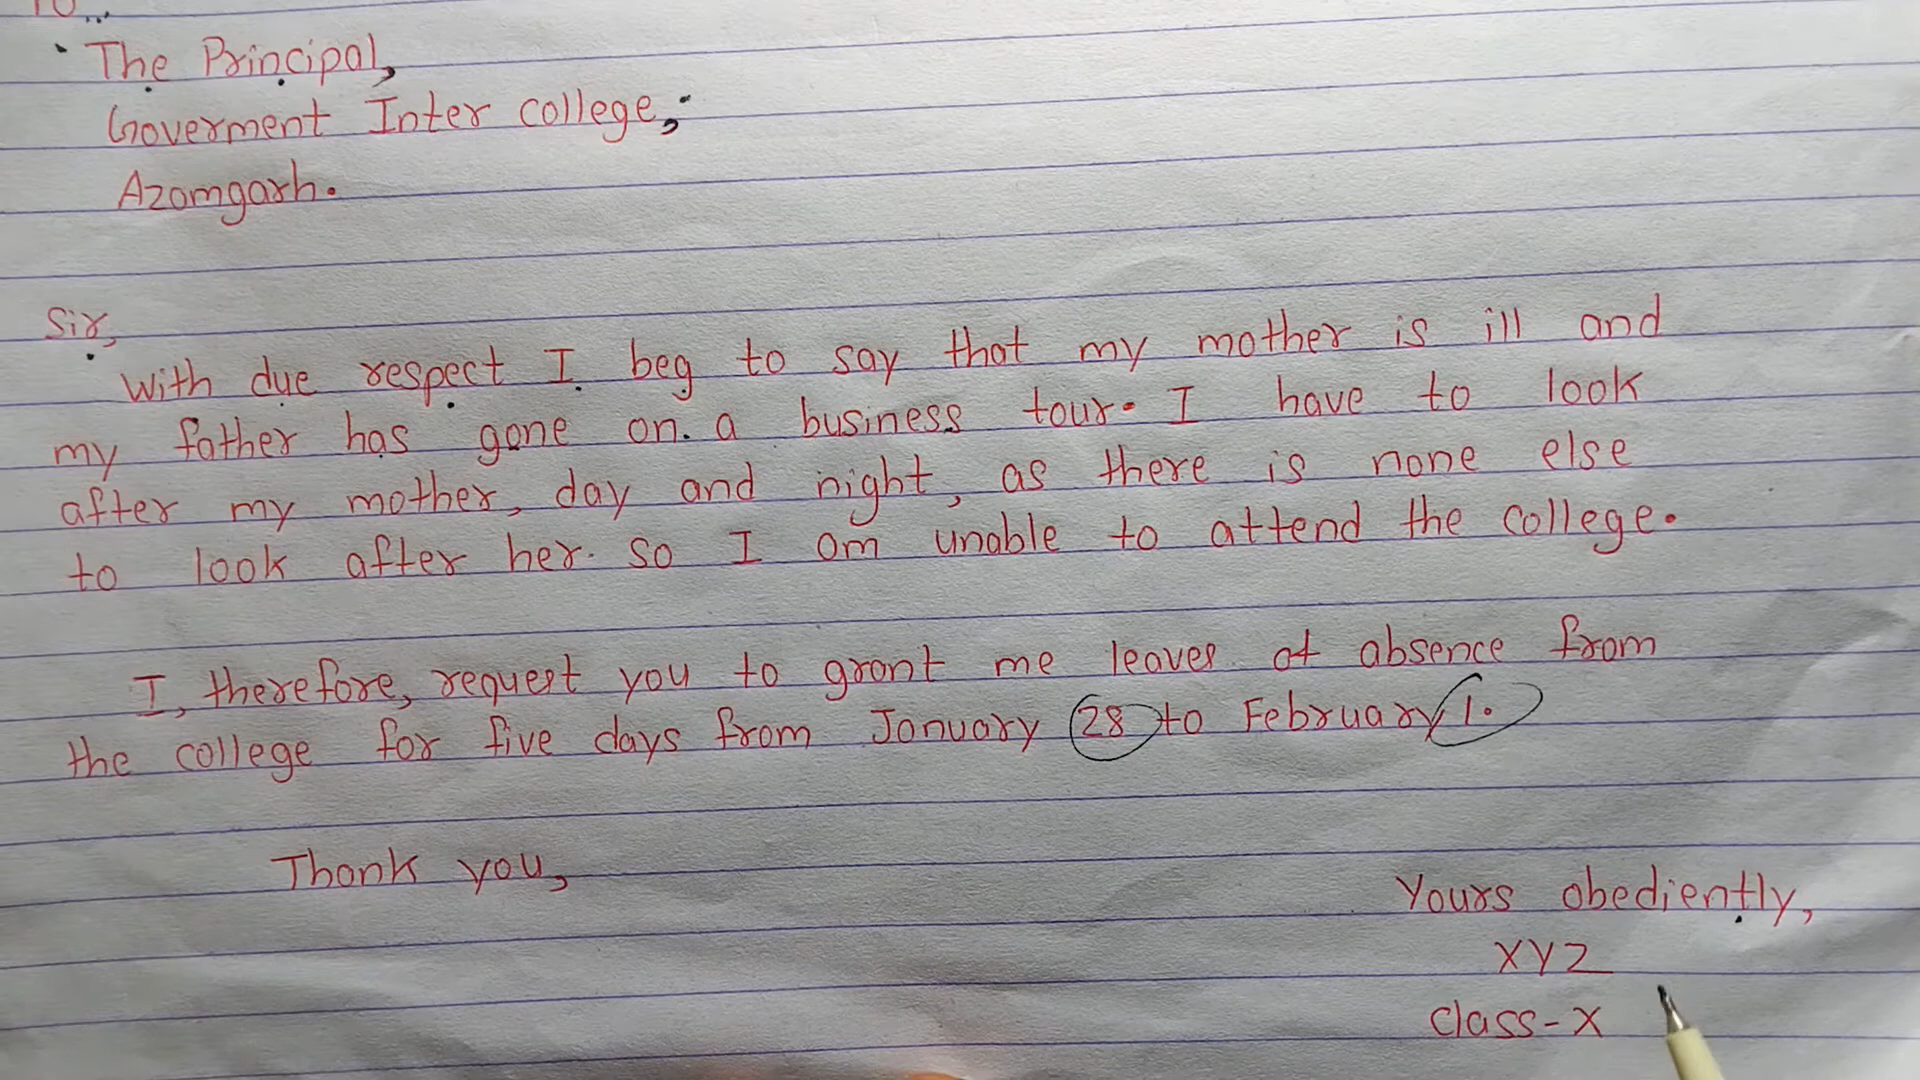 To...
The Principal,
Goverment Inter college,
Azamgarh.
Sir,
With due respect I beg to say that my mother is ill and
my father has gone on a business tour. I have to look
after my mother, day and night, as there is none else
to look after her. So I am unable to attend the college.
I, therefore, request you to grant me leaves of absence from
the college for five days from January 28 to February 1.
Thank you,
Yours obediently,
XYZ
Class-X